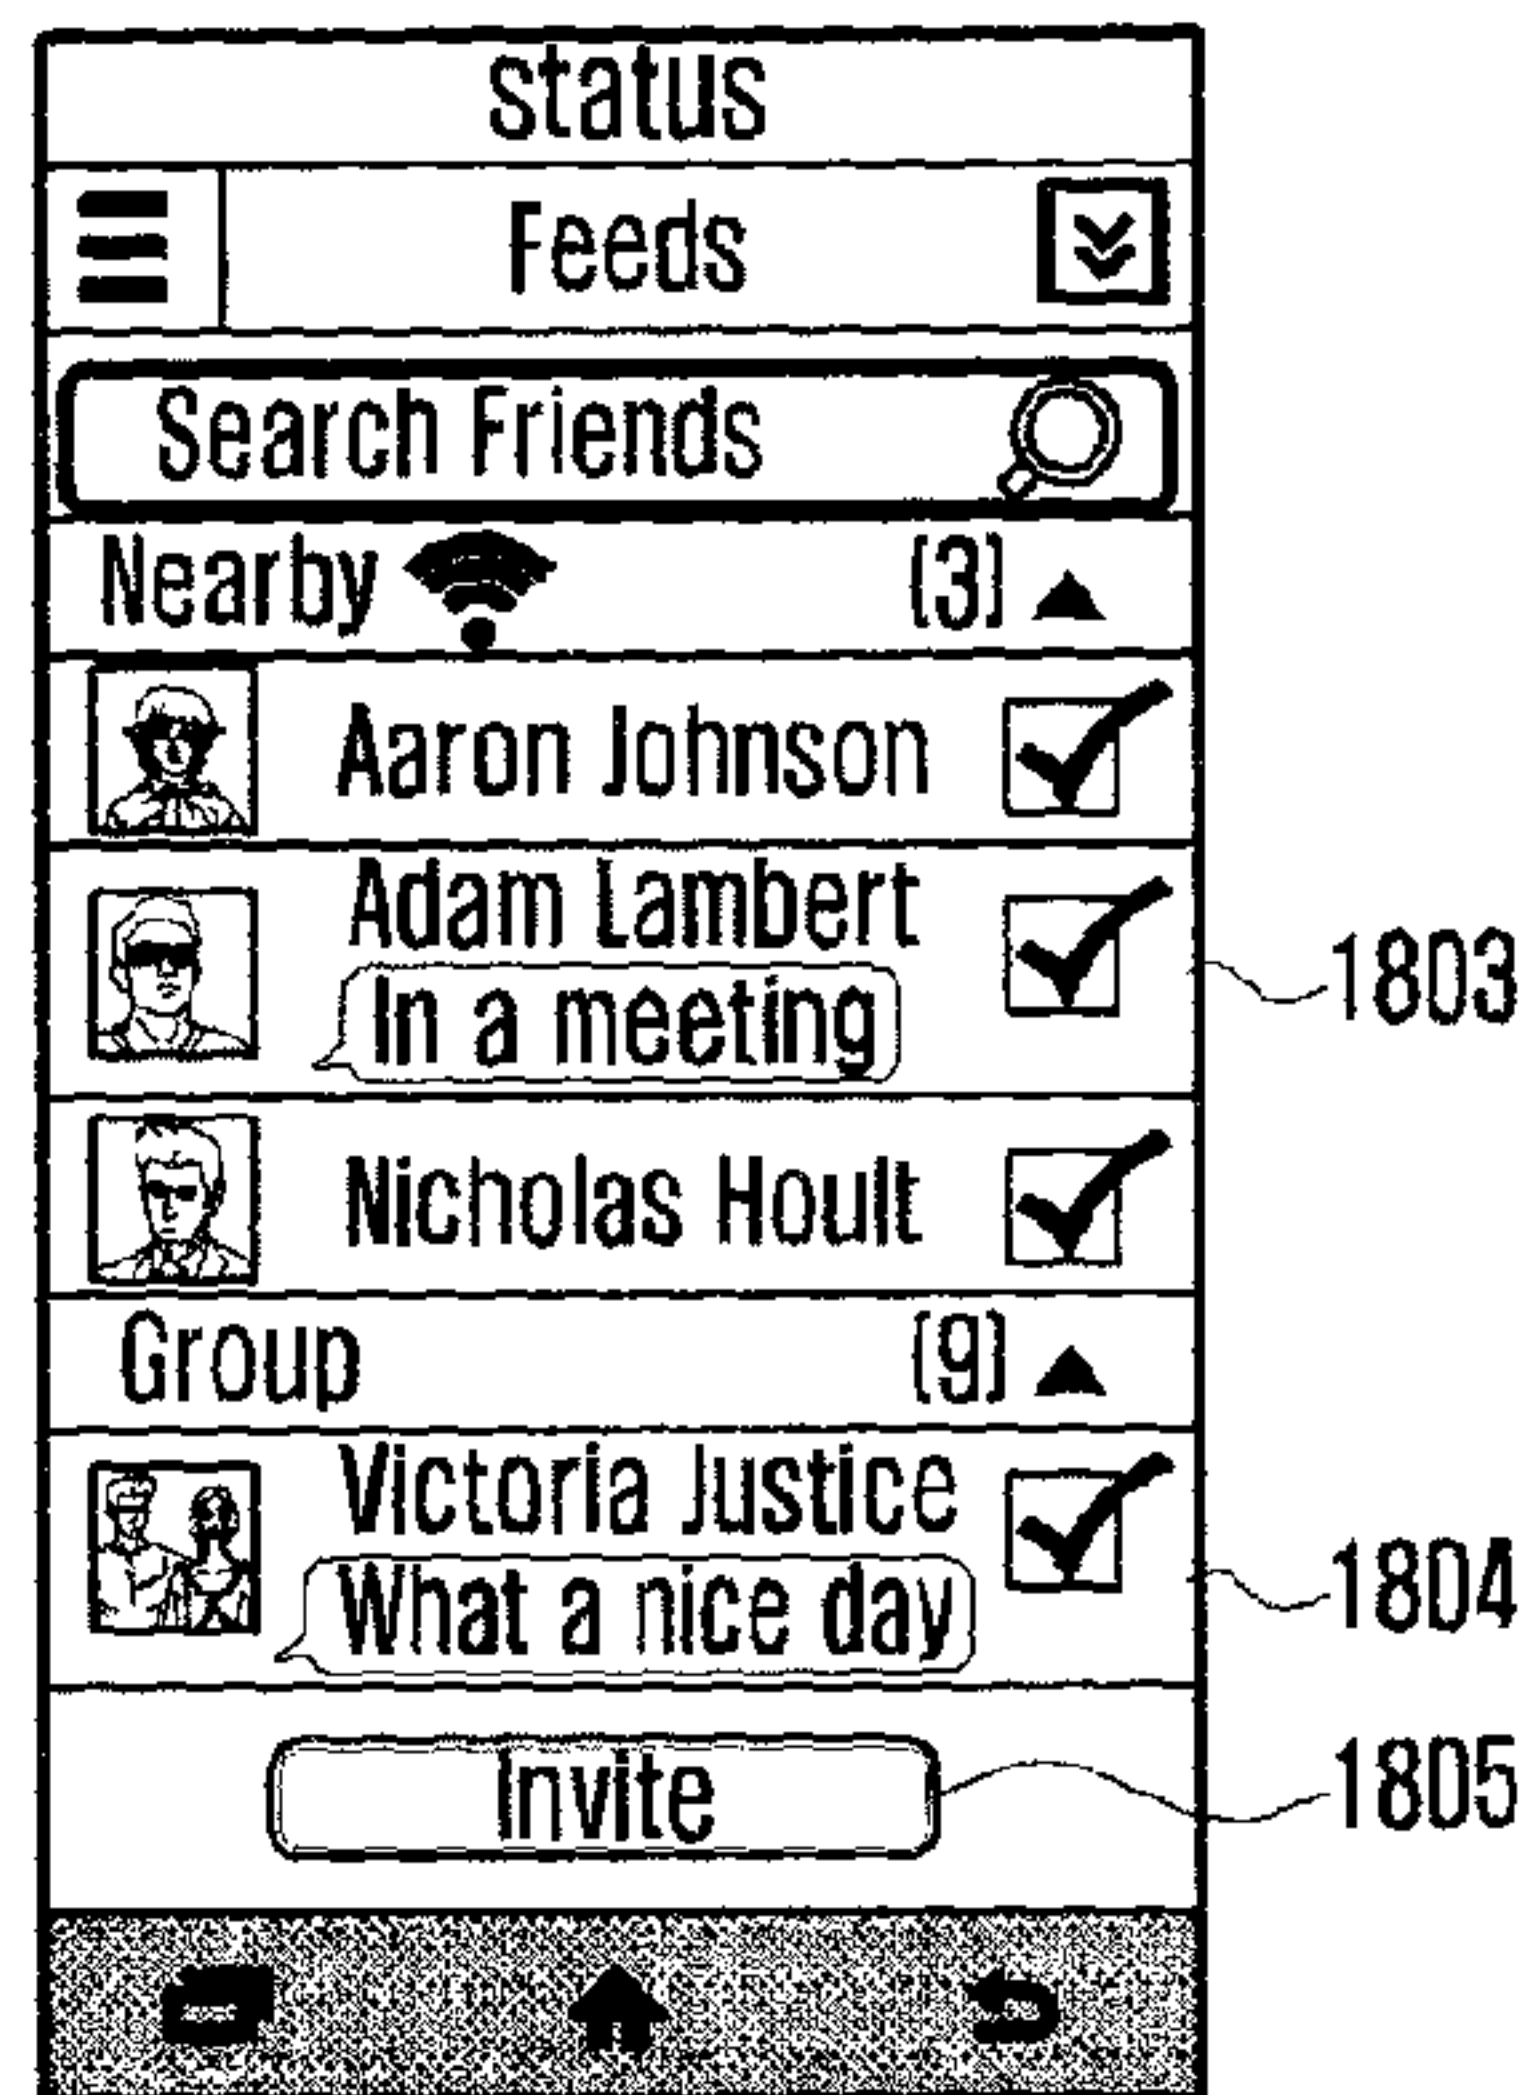 status
Feeds
Search Friends
Nearby (3)
Aaron Johnson
Adam Lambert
In a meeting
1803
Nicholas Hoult
Group (9)
Victoria Justice
What a nice day
1804
Invite
1805